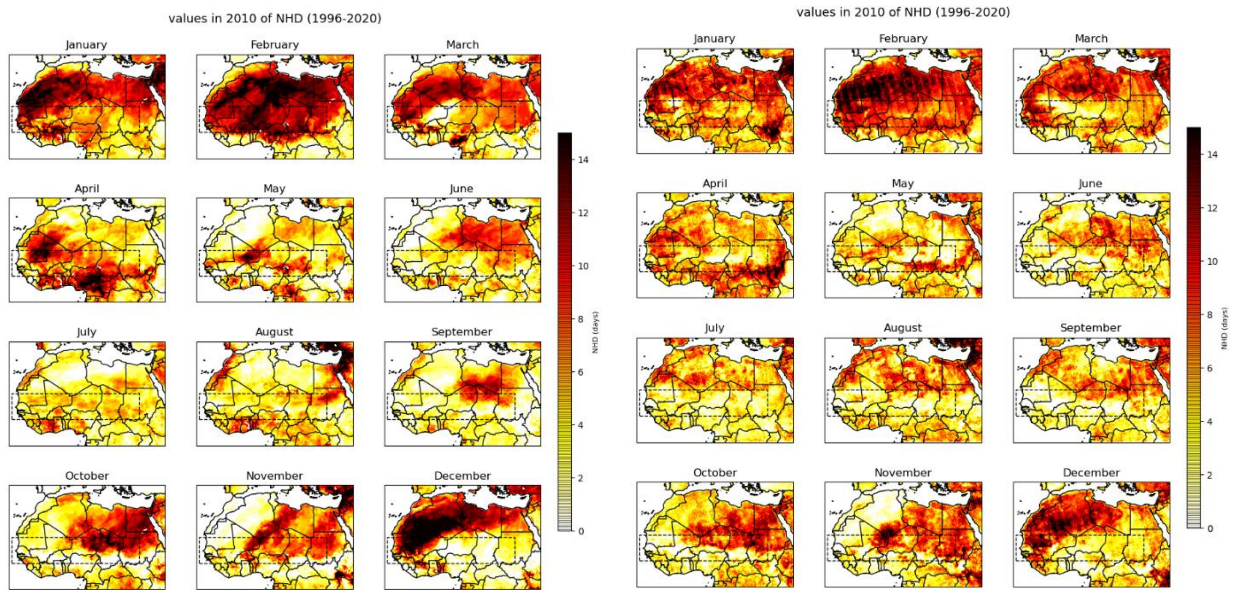 values in 2010 of NHD (1996-2020)
January February March
April May June
July August September
October November December
14
12
10
8
6
4
2
0
NHD (days)
values in 2010 of NHD (1996-2020)
January February March
April May June
July August September
October November December
14
12
10
8
6
4
2
0
NHD (days)